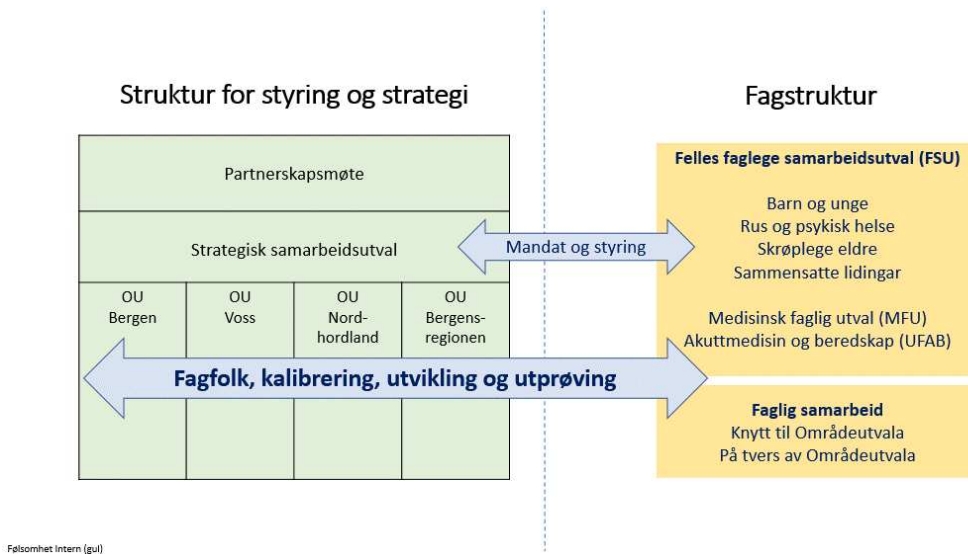 Struktur for styring og strategi
Partnerskapsmøte
Strategisk samarbeidsutval
OU
Bergen
OU
Voss
OU
Nord-
hordland
OU
Bergens-
regionen
Mandat og styring
Fagfolk, kalibrering, utvikling og utprøving
Fagstruktur
Felles faglege samarbeidsutval (FSU)
Barn og unge
Rus og psykisk helse
Skrøplege eldre
Sammensatte lidingar
Medisinsk faglig utval (MFU)
Akuttmedisin og beredskap (UFAB)
Faglig samarbeid
Knytt til Områdeutvala
På tvers av Områdeutvala
Følsomhet Intern (gul)